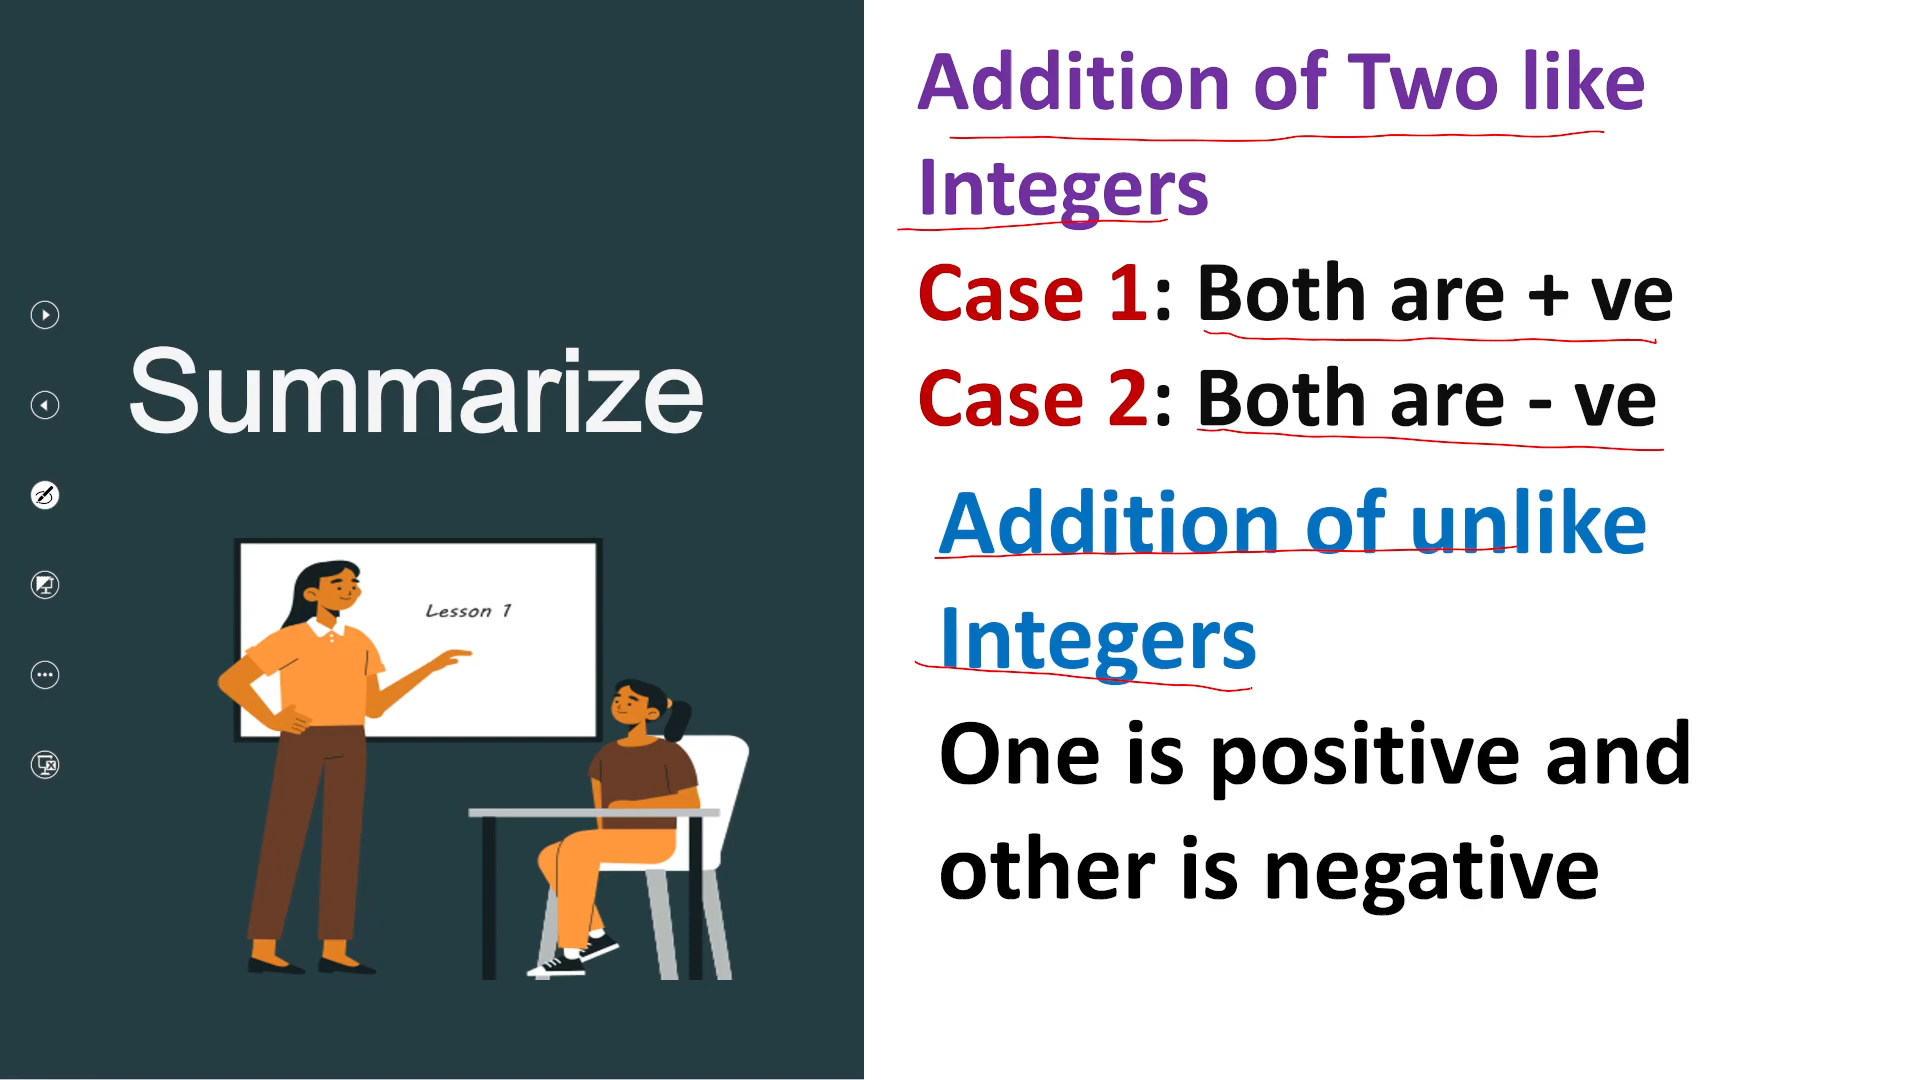 Summarize
Lesson 1
Addition of Two like
Integers
Case 1: Both are + ve
Case 2: Both are - ve
Addition of unlike
Integers
One is positive and
other is negative